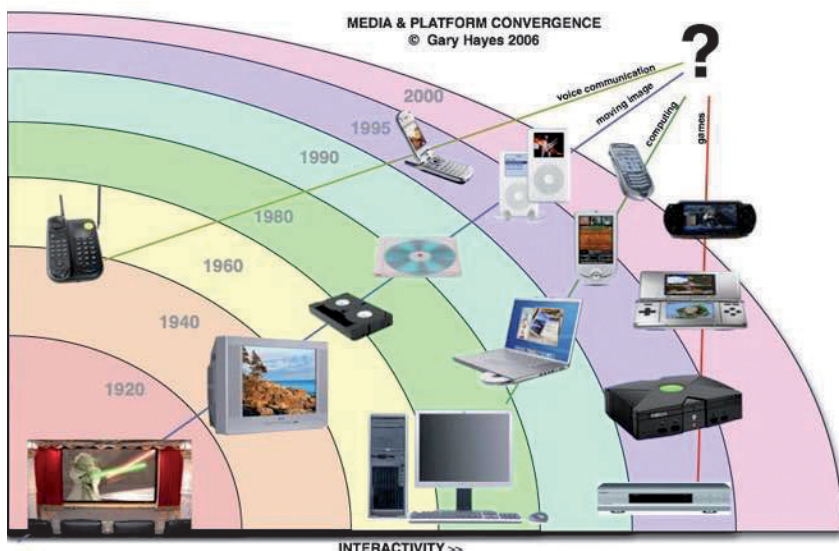 MEDIA & PLATFORM CONVERGENCE
© Gary Hayes 2006
?
voice communication
moving image
computing
games
2000
1995
1990
1980
1960
1940
1920
INTERACTIVITY >>